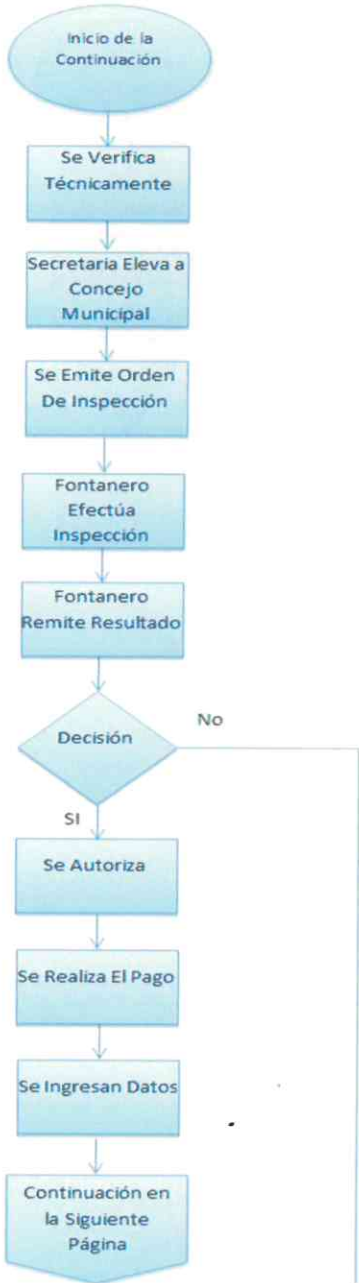 Inicio de la
Continuación
Se Verifica
Técnicamente
Secretaria Eleva a
Concejo
Municipal
Se Emite Orden
De Inspección
Fontanero
Efectúa
Inspección
Fontanero
Remite Resultado
Decisión
No
SI
Se Autoriza
Se Realiza El Pago
Se Ingresan Datos
Continuación en
la Siguiente
Página